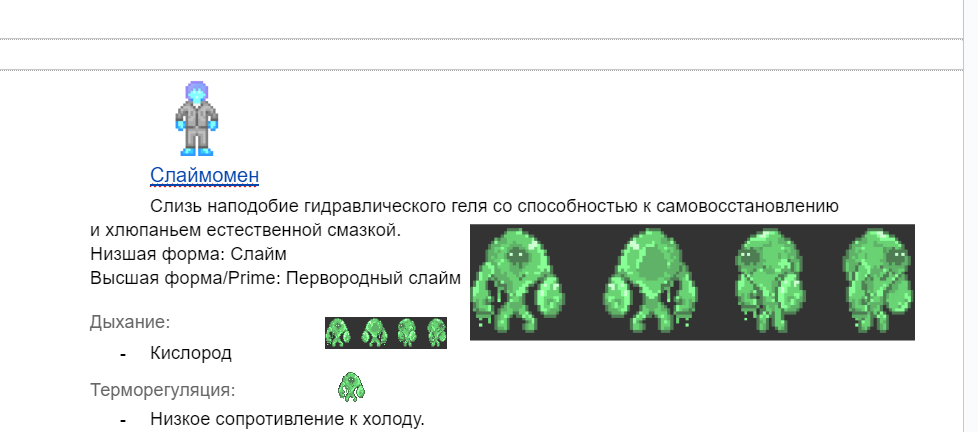 Слаймомен
Слизь наподобие гидравлического геля со способностью к самовосстановлению
и хлюпаньем естественной смазкой.
Низшая форма: Слайм
Высшая форма/Prime: Первородный слайм
Дыхание:
- Кислород
Терморегуляция:
- Низкое сопротивление к холоду.